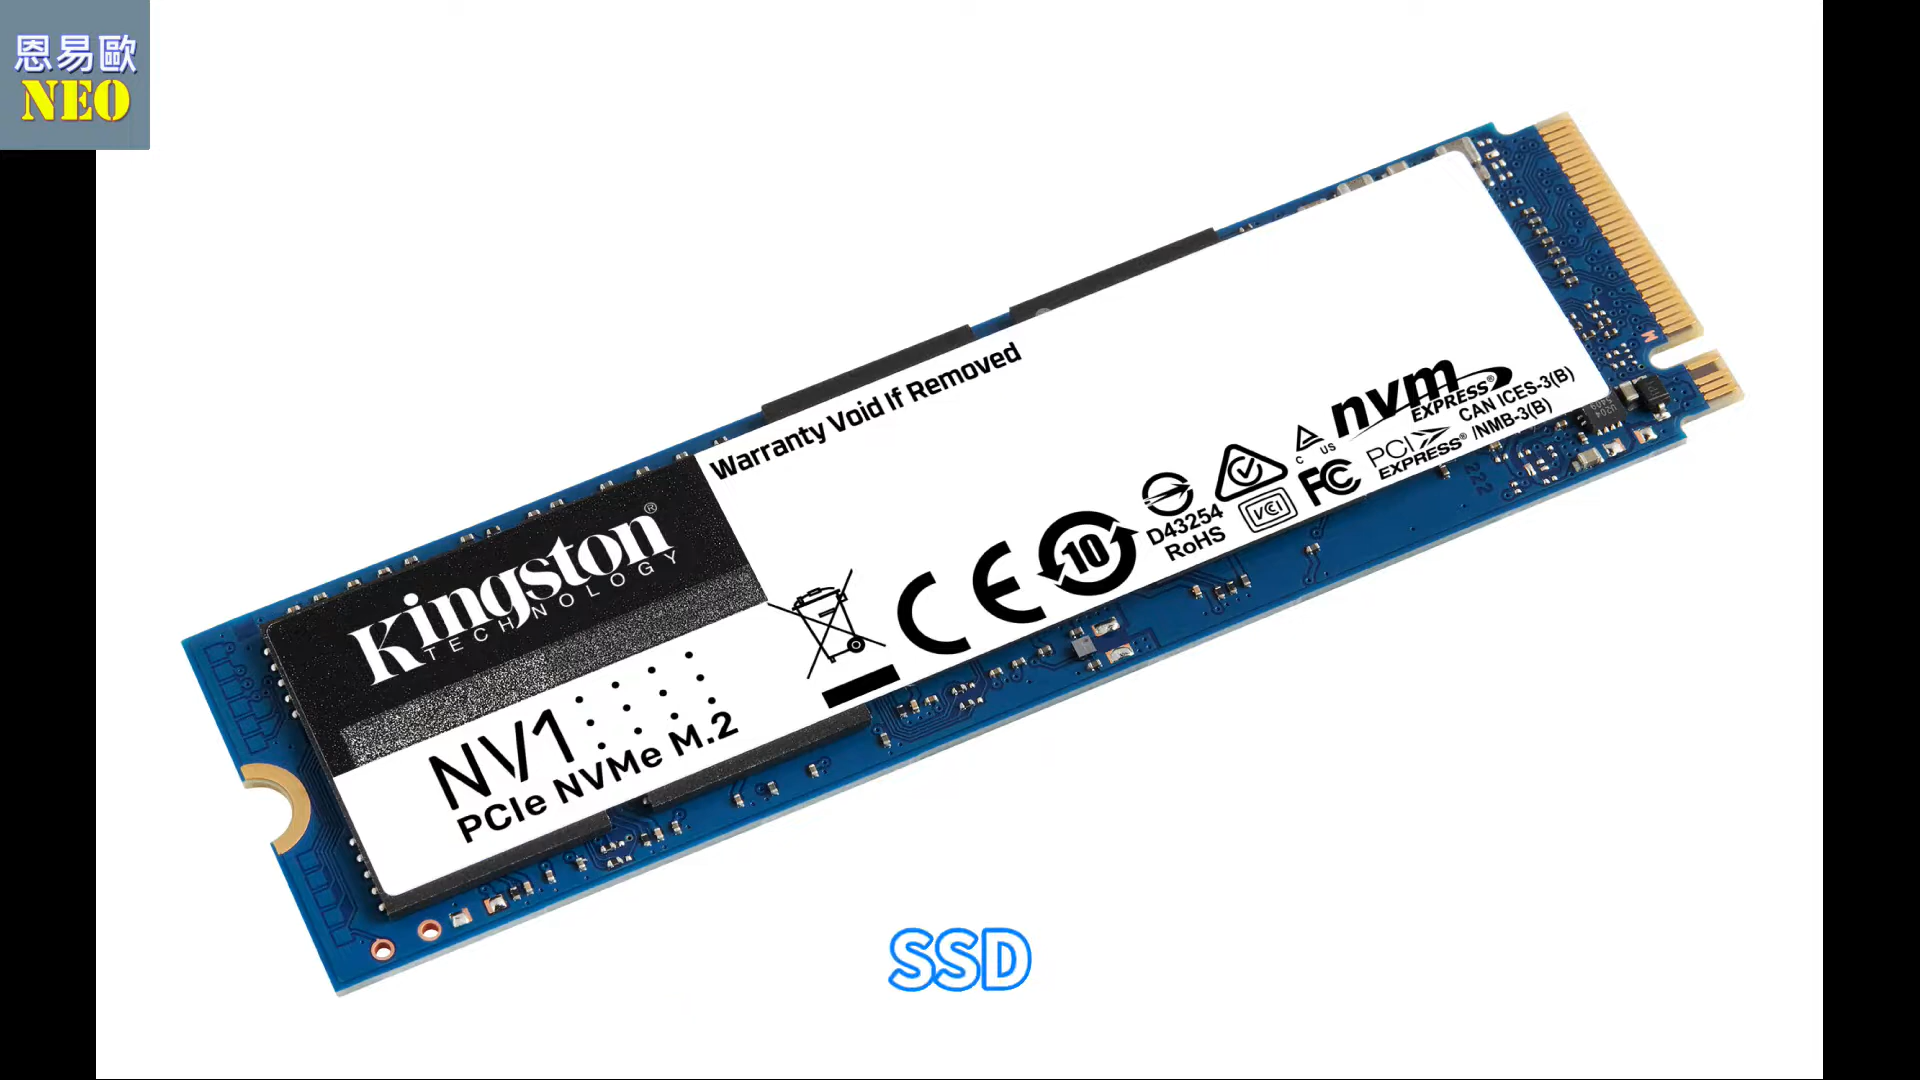 恩易歐
NEO
Warranty Void If Removed
nvm
EXPRESS®
CAN ICES-3(B)
/NMB-3(B)
PCI
EXPRESS®
C US
FC
VCI
D43254
RoHS
10
CE
Kingston®
TECHNOLOGY
NV1
PCIe NVMe M.2
M
222
SSD